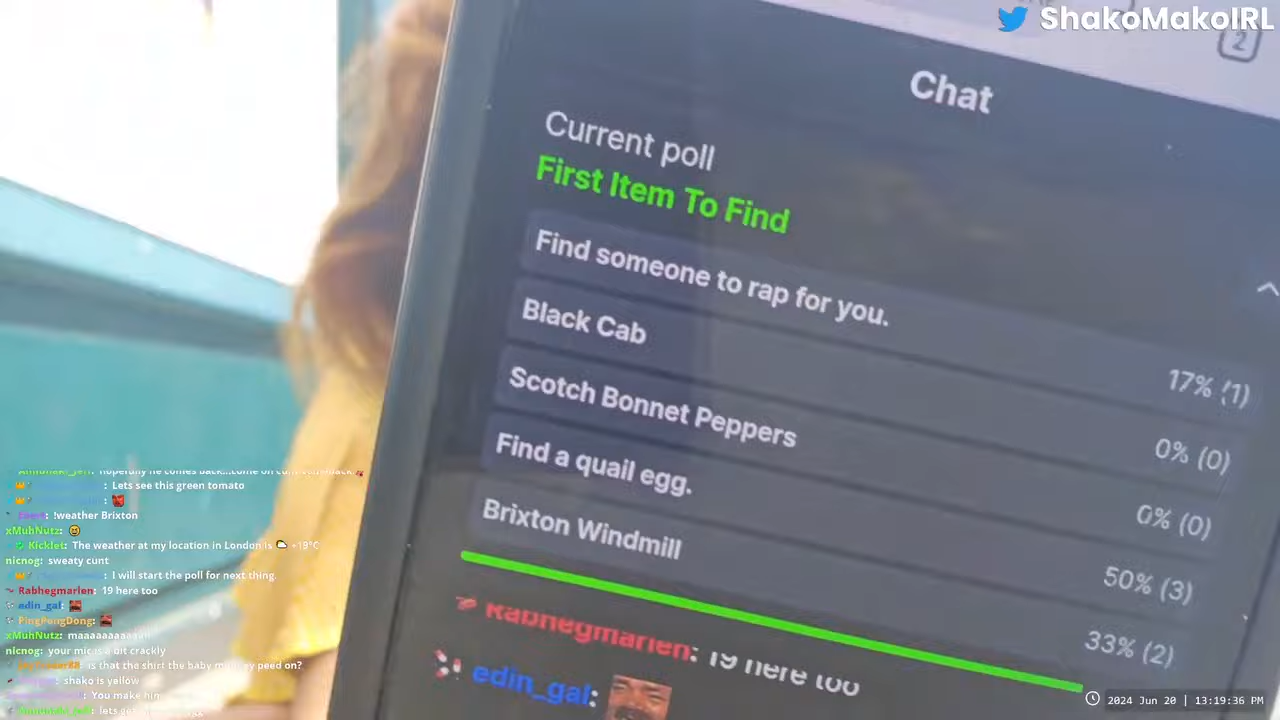 ShakoMakoIRL
2
Chat
Current poll
First Item To Find
Find someone to rap for you.
17% (1)
Black Cab
0% (0)
Scotch Bonnet Peppers
0% (0)
Find a quail egg.
50% (3)
Brixton Windmill
33% (2)
Rabhegmarlen: 19 here too
edin_gal:
: Lets see this green tomato
: !weather Brixton
xMuhNutz:
Kicklet: The weather at my location in London is +19°C
nicnog: sweaty cunt
: I will start the poll for next thing.
Rabhegmarlen: 19 here too
edin_gal:
PingPongDong:
xMuhNutz:
nicnog: your mic is a bit crackly
: is that the shirt the baby monkey peed on?
: shako is yallow
: You make him
2024 Jun 20 | 13:19:36 PM